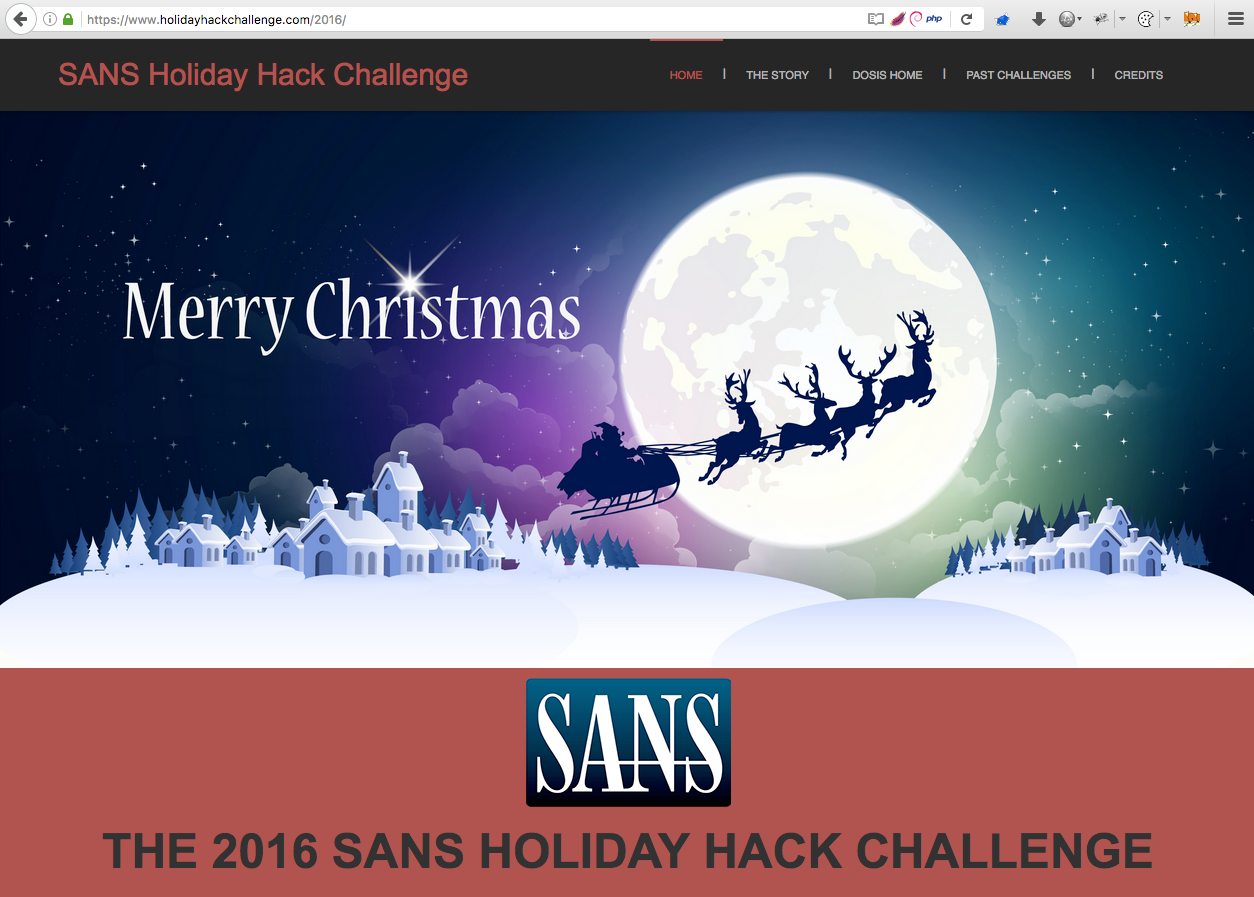 https://www.holidayhackchallenge.com/2016/
php
SANS Holiday Hack Challenge
HOME | THE STORY | DOSIS HOME | PAST CHALLENGES | CREDITS
Merry Christmas
SANS
THE 2016 SANS HOLIDAY HACK CHALLENGE